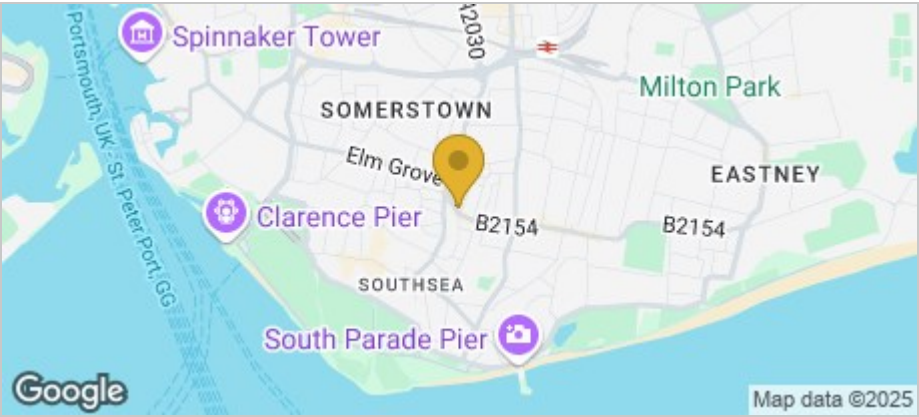 Spinnaker Tower
A2030
Milton Park
SOMERSTOWN
Elm Grove
EASTNEY
Clarence Pier
B2154
B2154
Portsmouth, UK - St. Peter Port, GG
SOUTHSEA
South Parade Pier
Google
Map data ©2025